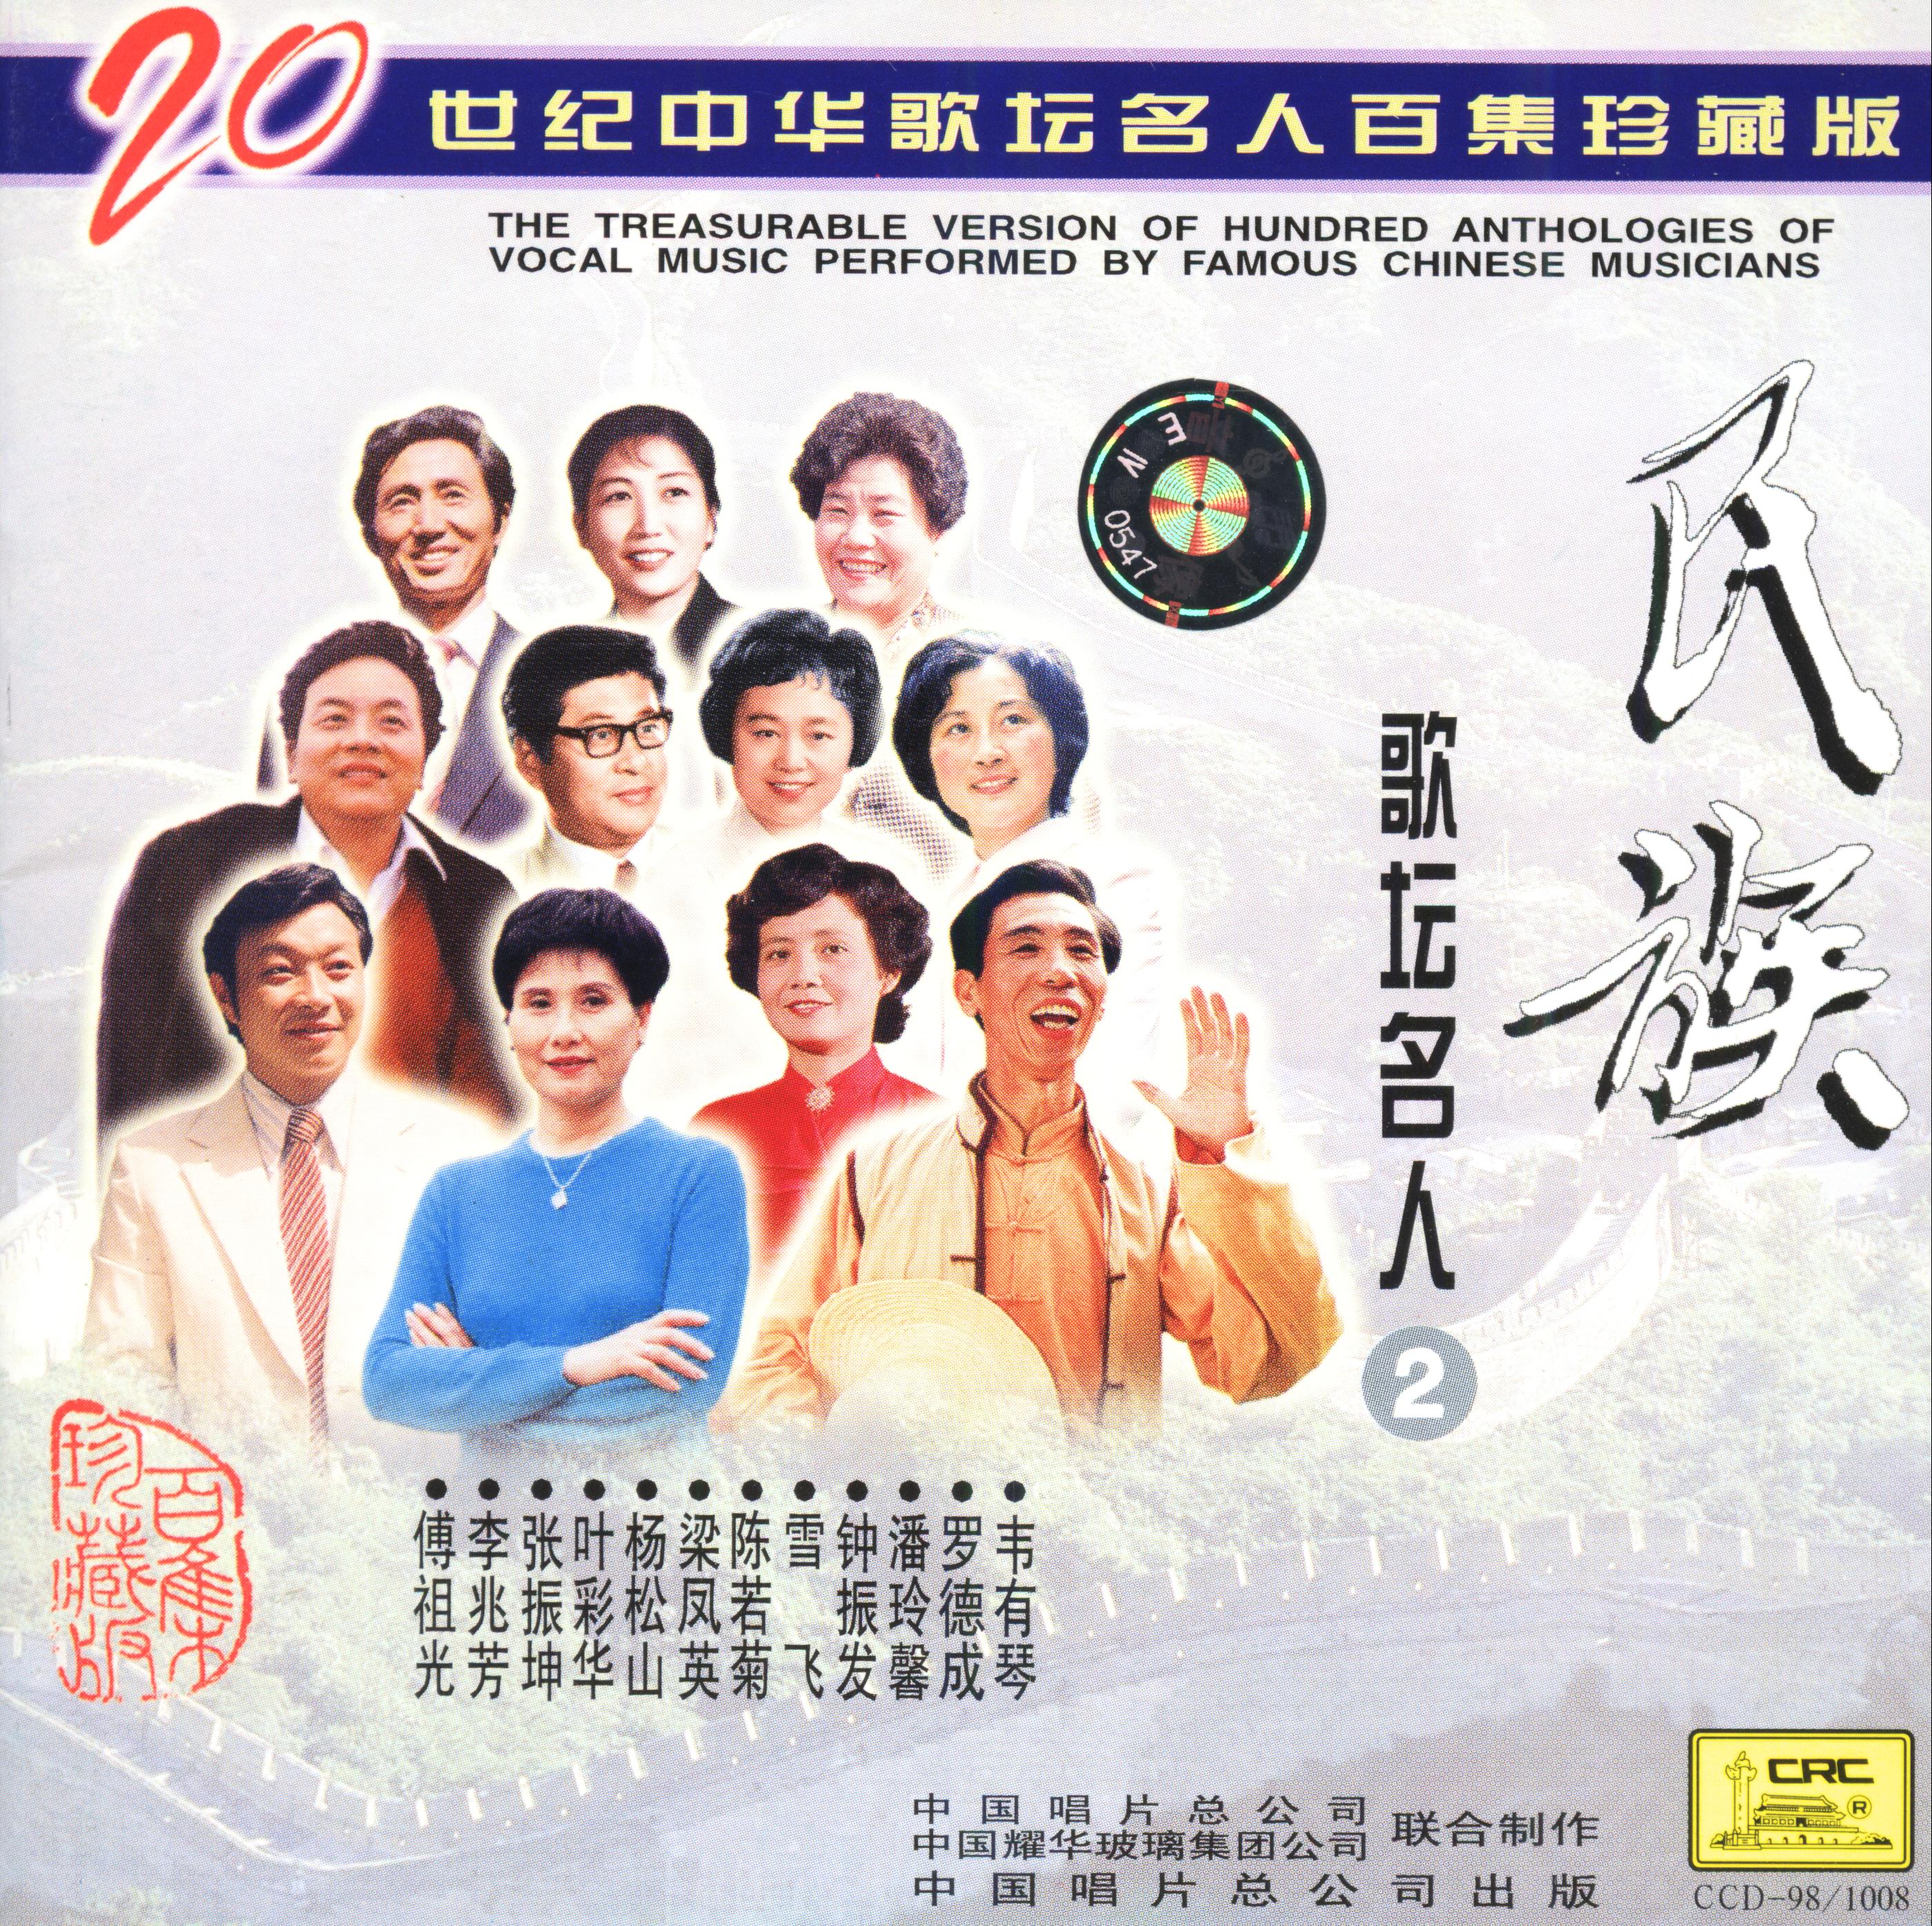 20世纪中华歌坛名人百集珍藏版
THE TREASURABLE VERSION OF HUNDRED ANTHOLOGIES OF
VOCAL MUSIC PERFORMED BY FAMOUS CHINESE MUSICIANS
民族
歌坛名人
2
0547
百集
珍藏版
傅祖光
李兆芳
张振坤
叶彩华
杨松山
梁凤英
陈若菊
雪飞
钟振发
潘玲馨
罗德成
韦有琴
中国唱片总公司
中国耀华玻璃集团公司
联合制作
中国唱片总公司出版
CRC
®
CCD-98/1008